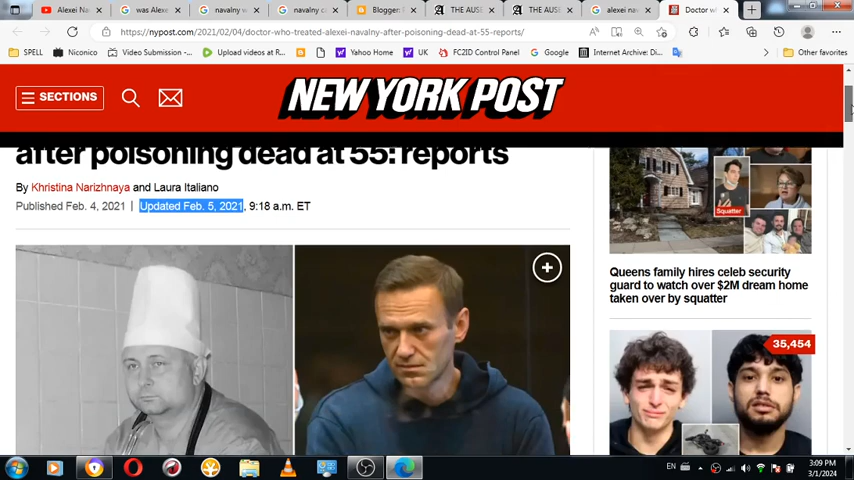 Alexei Na
was Alexe
navalny w
navalny c
Blogger: P
THE AUSE
THE AUSE
alexei nav
Doctor wh
https://nypost.com/2021/02/04/doctor-who-treated-alexei-navalny-after-poisoning-dead-at-55-reports/
SPELL
Niconico
Video Submission -...
Upload videos at R...
Yahoo Home
UK
FC2ID Control Panel
Google
Internet Archive: Di...
Other favorites
SECTIONS
NEW YORK POST
after poisoning dead at 55: reports
By Khristina Narizhnaya and Laura Italiano
Published Feb. 4, 2021 | Updated Feb. 5, 2021, 9:18 a.m. ET
Squatter
Queens family hires celeb security
guard to watch over $2M dream home
taken over by squatter
35,454
EN
3:09 PM
3/1/2024